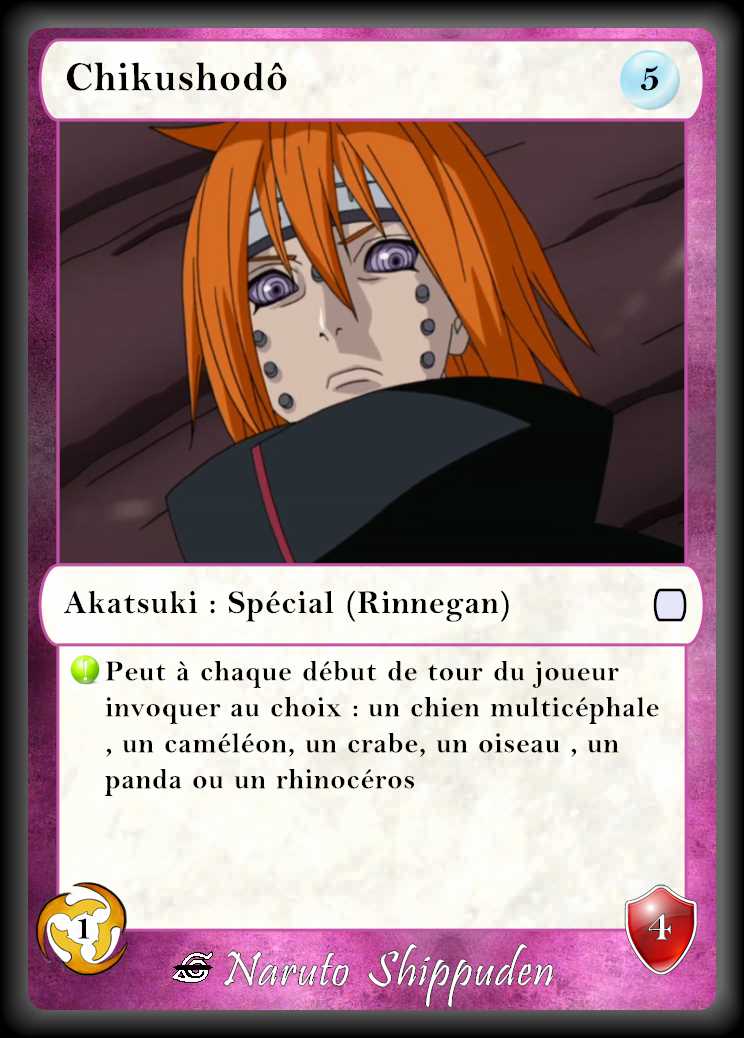 Chikushodô
5
Akatsuki : Spécial (Rinnegan)
! Peut à chaque début de tour du joueur
invoquer au choix : un chien multicéphale
, un caméléon, un crabe, un oiseau , un
panda ou un rhinocéros
1
4
Naruto Shippuden